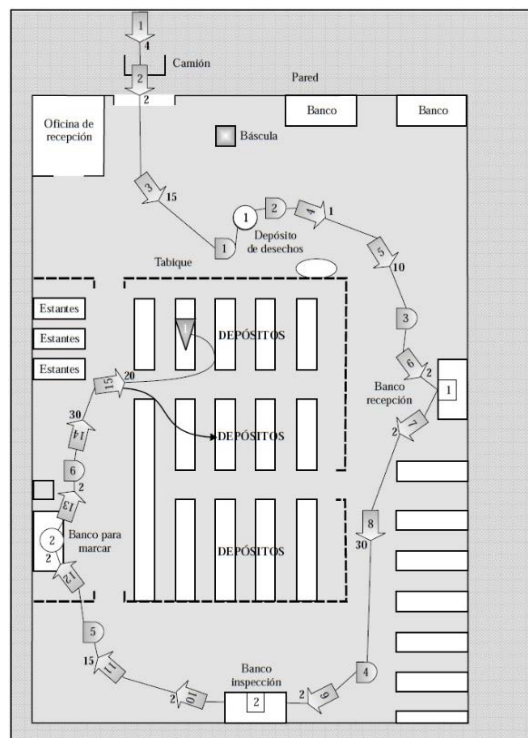 1
4
Camión
2
2
Pared
Oficina de
recepción
Banco
Banco
Báscula
3
15
1
1
2
4
1
Depósito
de desechos
5
10
Tabique
Estantes
Estantes
Estantes
1
DEPÓSITOS
3
6
2
Banco
recepción
1
7
2
15
20
14
30
DEPÓSITOS
6
2
13
Banco para
marcar
2
2
12
8
30
DEPÓSITOS
5
11
15
4
Banco
inspección
2
10
2
2
9